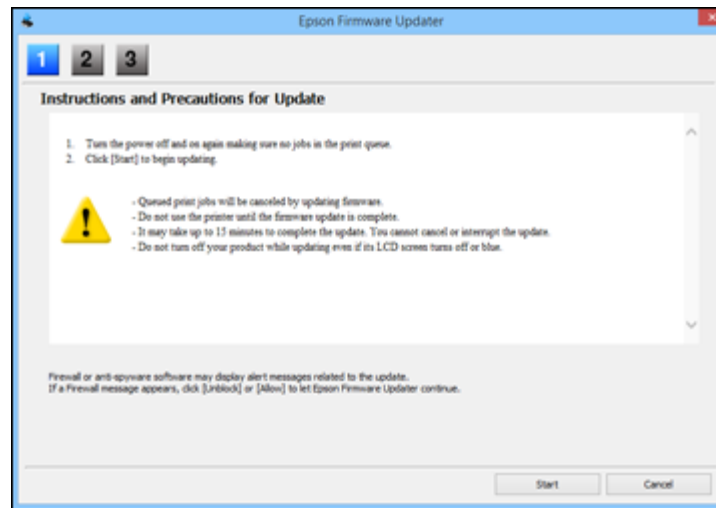 Epson Firmware Updater
1 2 3
Instructions and Precautions for Update
1. Turn the power off and on again making sure no jobs in the print queue.
2. Click [Start] to begin updating.
- Queued print jobs will be canceled by updating firmware.
- Do not use the printer until the firmware update is complete.
- It may take up to 15 minutes to complete the update. You cannot cancel or interrupt the update.
- Do not turn off your product while updating even if its LCD screen turns off or blue.
Firewall or anti-spyware software may display alert messages related to the update.
If a Firewall message appears, click [Unblock] or [Allow] to let Epson Firmware Updater continue.
Start Cancel